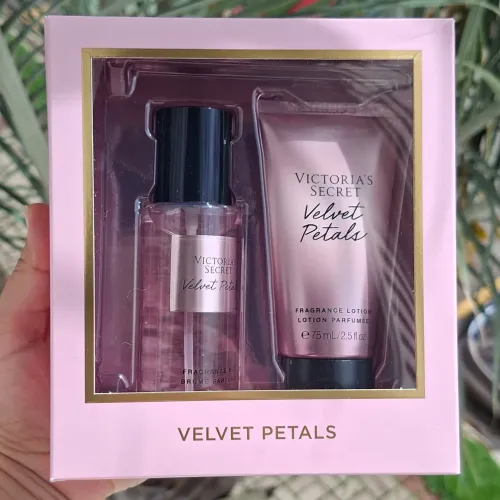 VICTORIA'S
SECRET
Velvet Petals
FRAGRANCE
BRUME
VICTORIA'S
SECRET
Velvet
Petals
FRAGRANCE LOTION
LOTION PARFUMÉE
℮ 75 mL/2.5 fl oz
VELVET PETALS